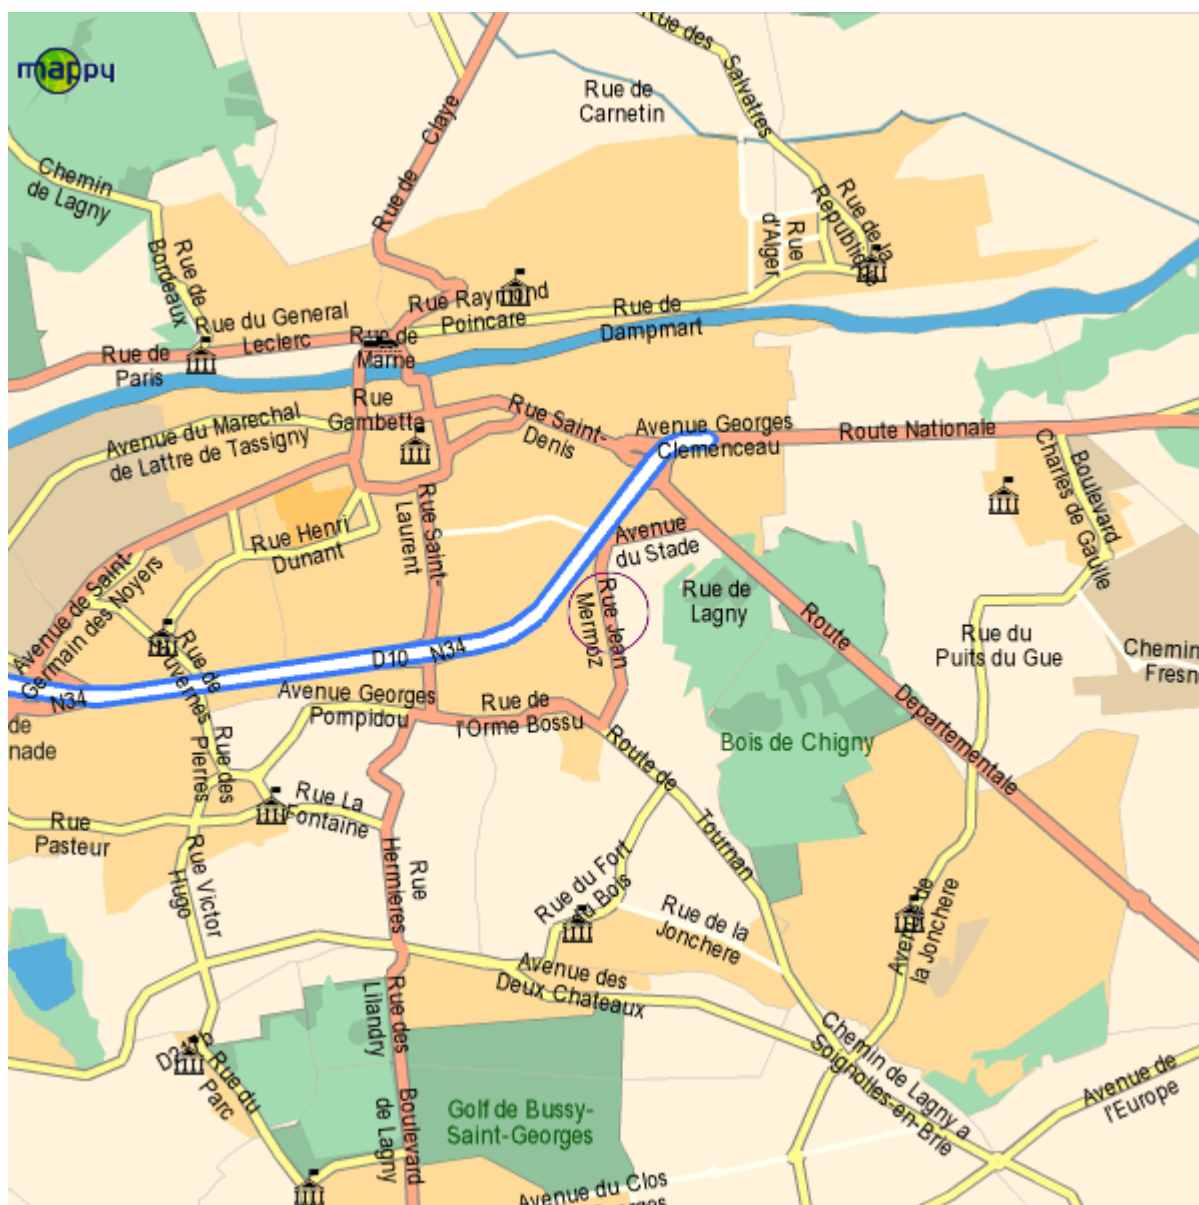 mappy
Rue des
Salvatres
Rue de
Carnetin
Rue de
Claye
Chemin
de Lagny
Rue de
Bordeaux
Rue de la
Republique
Rue
d'Alger
Rue du General
Leclerc
Rue Raymond
Poincare
Rue de
Dampmart
Rue de
Paris
Rue de
Marne
Rue
Gambetta
Rue Saint-
Denis
Avenue Georges
Clemenceau
Route Nationale
Avenue du Marechal
de Lattre de Tassigny
Boulevard
Charles de Gaulle
Rue Henri
Dunant
Rue Saint-
Laurent
Avenue
du Stade
Avenue de Saint-
Germain des Noyers
Rue Jean
Mermoz
Rue de
Lagny
Route
Departementale
Rue du
Puits du Gue
Chemin
Fresn
N34
D10
N34
Rue de
Avenue Georges
Pompidou
Rue de
l'Orme Bossu
de
nade
Rue des
Pierres
Route de
Tournan
Bois de Chigny
Rue
Pasteur
Rue La
Fontaine
Rue Victor
Hugo
Rue
Hermieres
Rue du Fort
du Bois
Rue de la
Jonchere
Avenue de
la Jonchere
Avenue des
Deux Chateaux
Rue des
Lilandry
Rue du
Parc
Chemin de Lagny a
Soignolles-en-Brie
Avenue de
l'Europe
Boulevard
de Lagny
Golf de Bussy-
Saint-Georges
Avenue du Clos